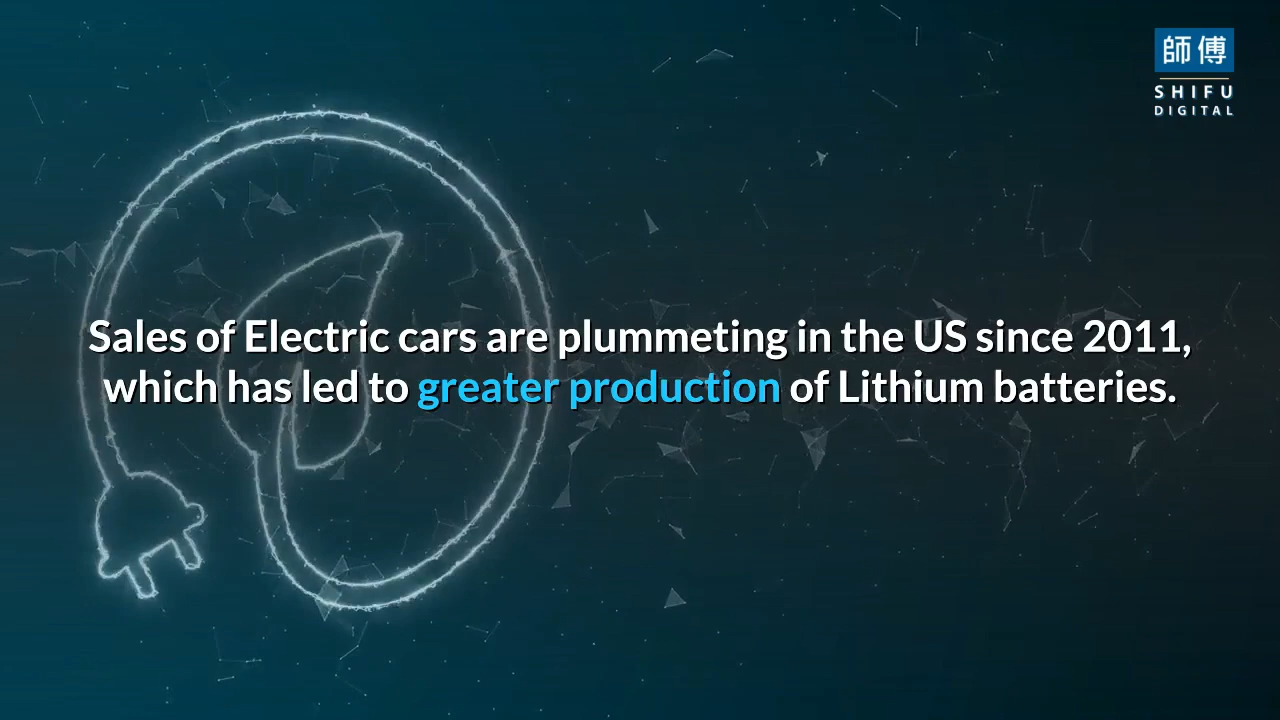 師傅
SHIFU
DIGITAL
Sales of Electric cars are plummeting in the US since 2011,
which has led to greater production of Lithium batteries.